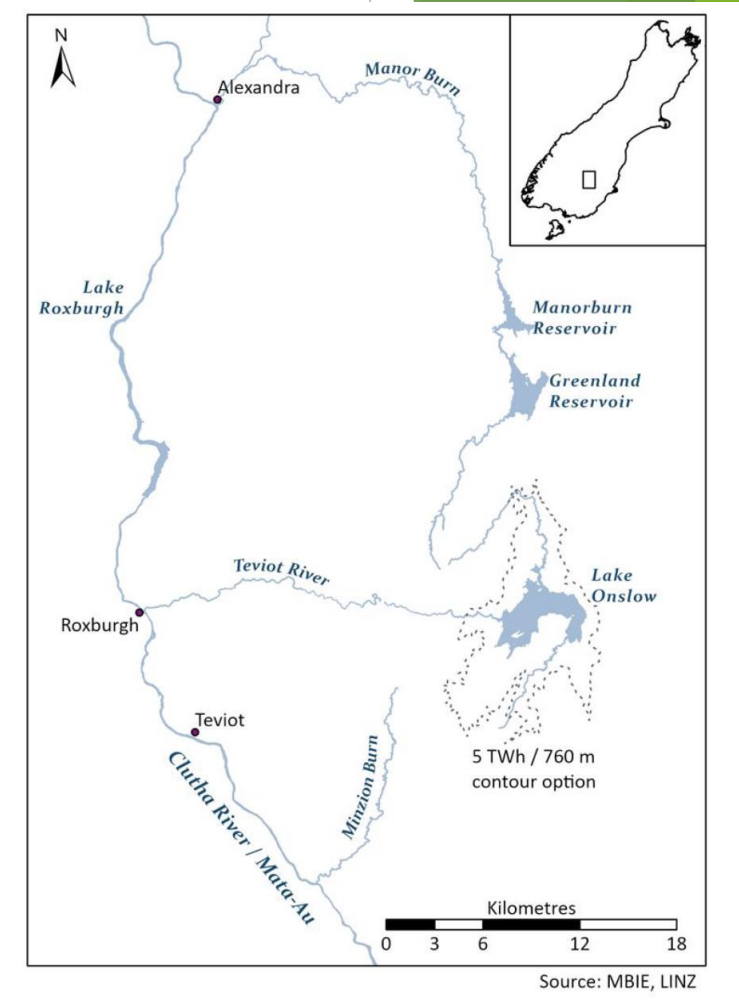 N
Alexandra
Manor Burn
Lake
Roxburgh
Manorburn
Reservoir
Greenland
Reservoir
Teviot River
Lake
Onslow
Roxburgh
Teviot
5 TWh / 760 m
contour option
Minzion Burn
Clutha River / Mata-Au
Kilometres
0 3 6 12 18
Source: MBIE, LINZ